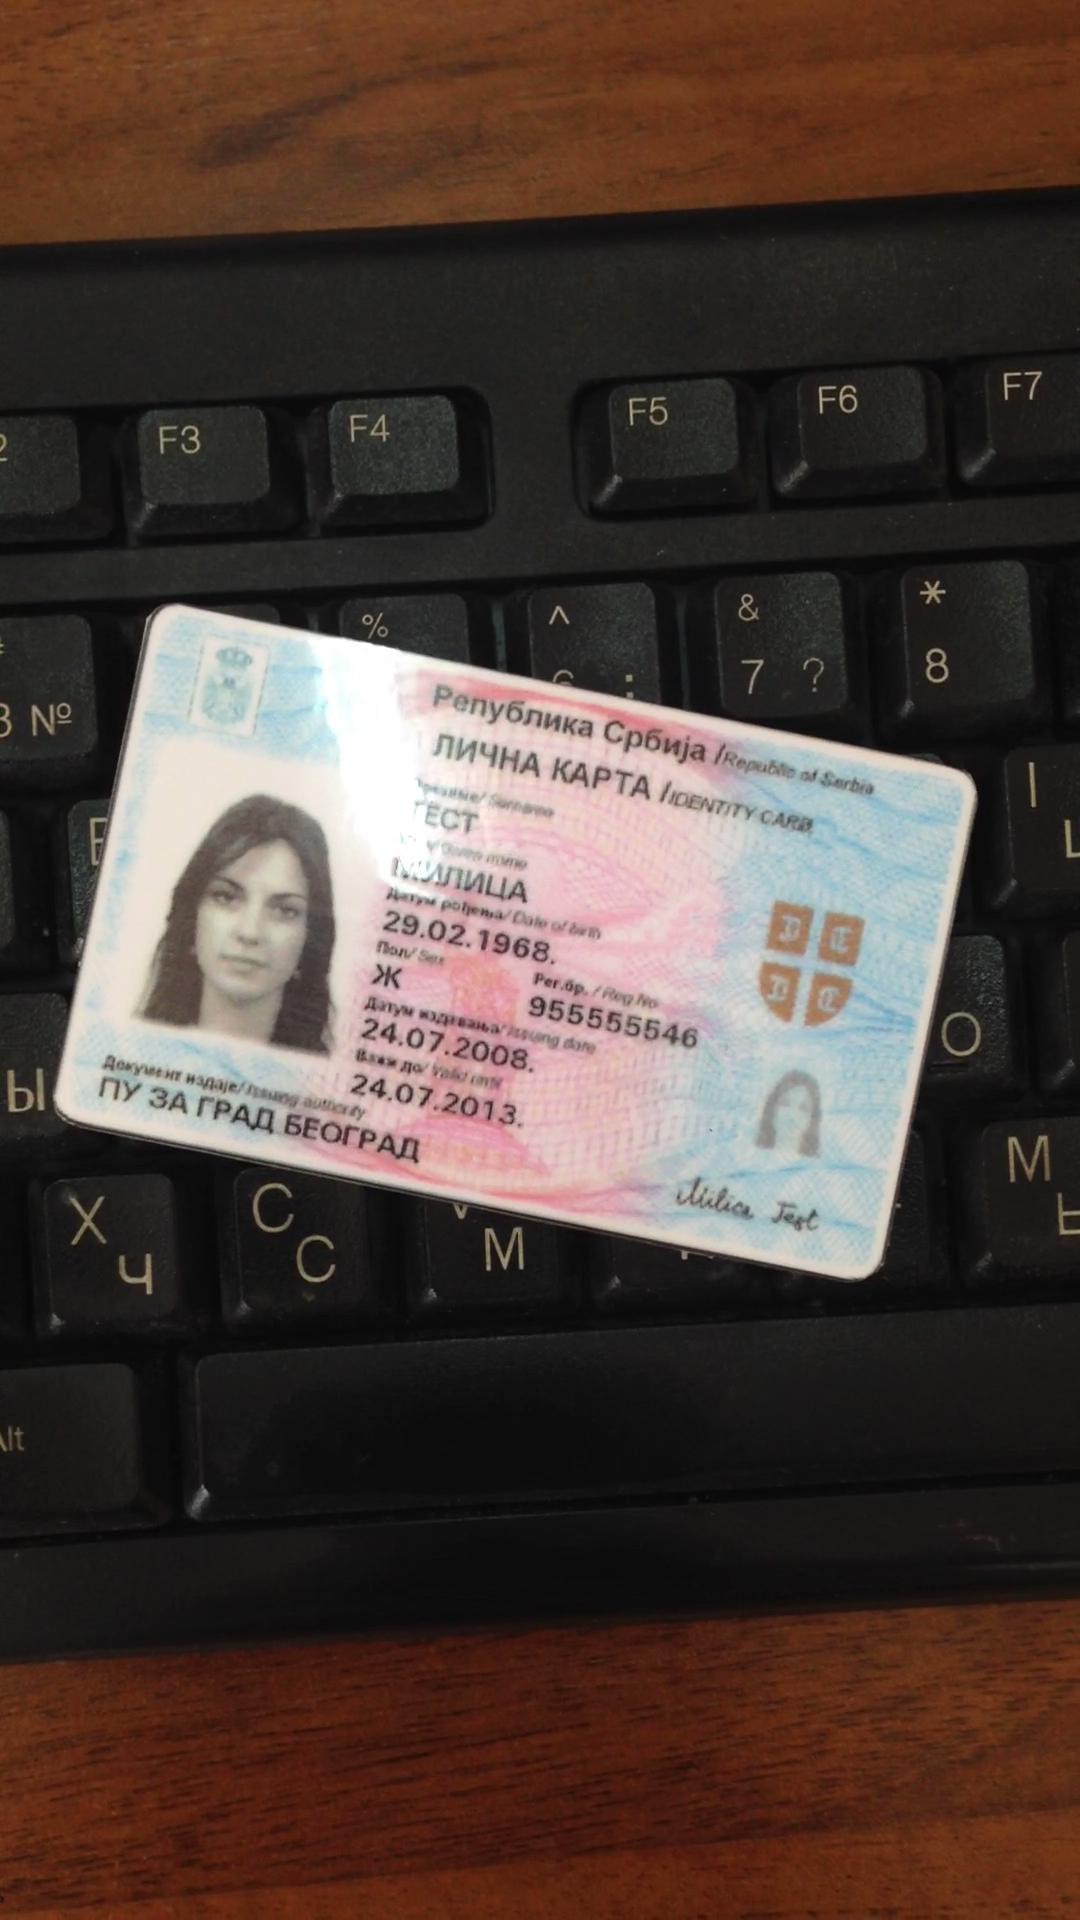 F3 F4 F5 F6 F7
% ^ & *
3 № 7 ? 8
Република Србија /Republic of Serbia
ЛИЧНА КАРТА /IDENTITY CARD
Презиме/ Surname
ТЕСТ
Given name
МИЛИЦА
Датум рођења/ Date of birth
29.02.1968.
Пол/ Sex
Ж
Рег.бр. / Reg.No
955555546
Датум издавања/ Issuing date
24.07.2008.
Важи до/ Valid until
24.07.2013.
Документ издаје/ Issuing authority
ПУ ЗА ГРАД БЕОГРАД
Milica Test
O
Ы
М
Х Ч
С С
М
Alt